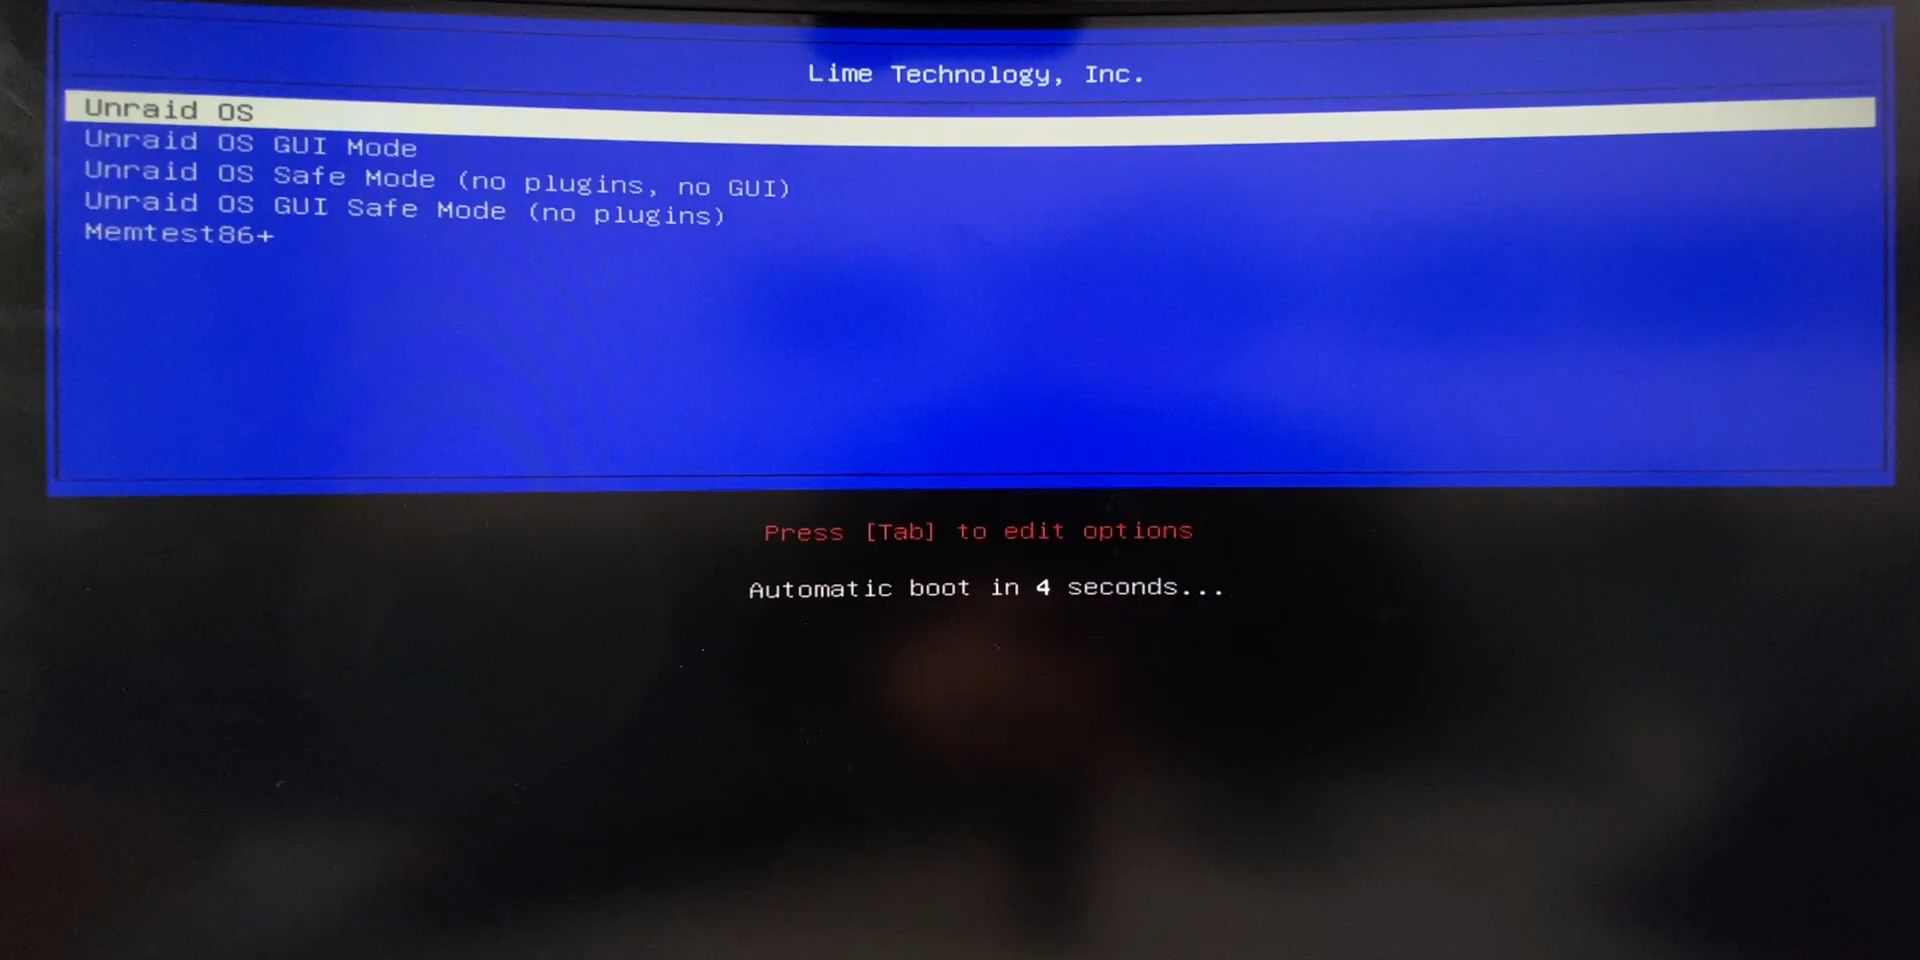 Lime Technology, Inc.
Unraid OS
Unraid OS GUI Mode
Unraid OS Safe Mode (no plugins, no GUI)
Unraid OS GUI Safe Mode (no plugins)
Memtest86+
Press [Tab] to edit options
Automatic boot in 4 seconds...